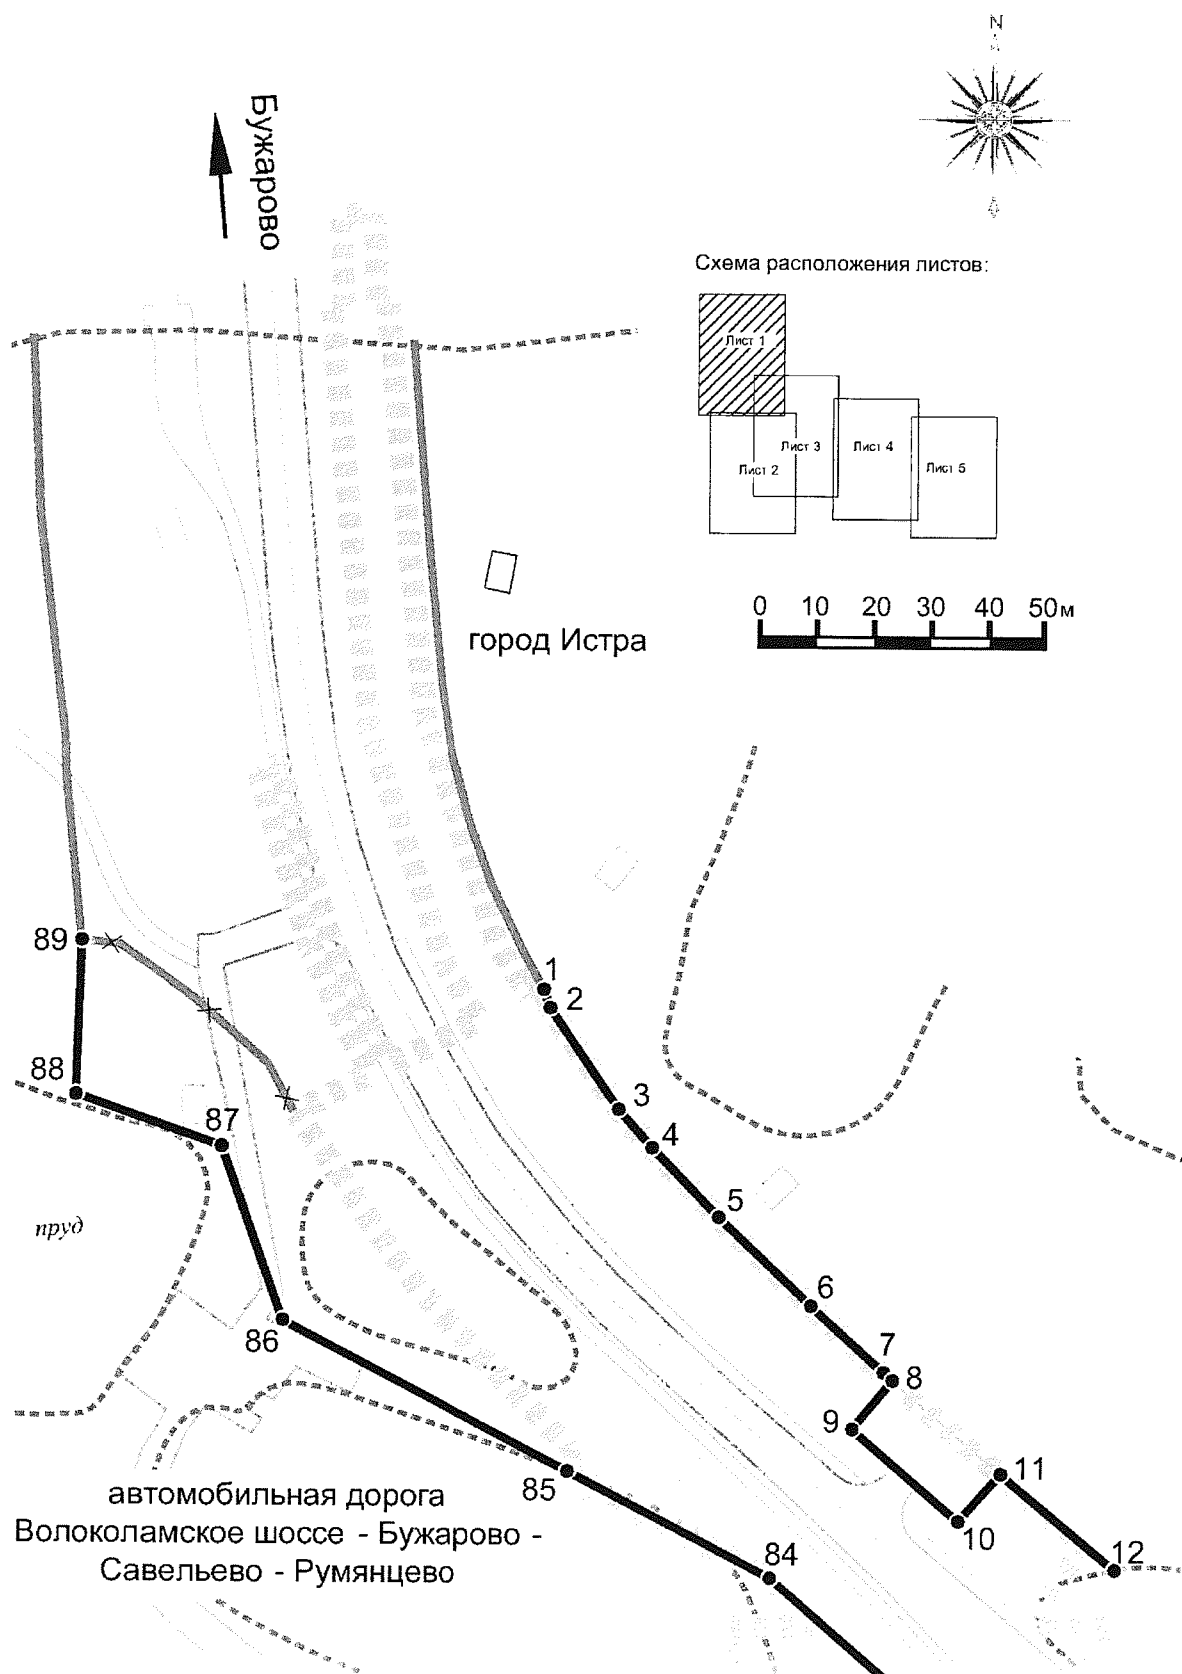 N
Бужарово
Схема расположения листов:
Лист 1
Лист 3
Лист 4
Лист 2
Лист 5
0 10 20 30 40 50м
город Истра
89
1
2
88
3
87
4
5
пруд
6
86
7
8
9
85
11
10
автомобильная дорога
Волоколамское шоссе - Бужарово -
Савельево - Румянцево
84
12